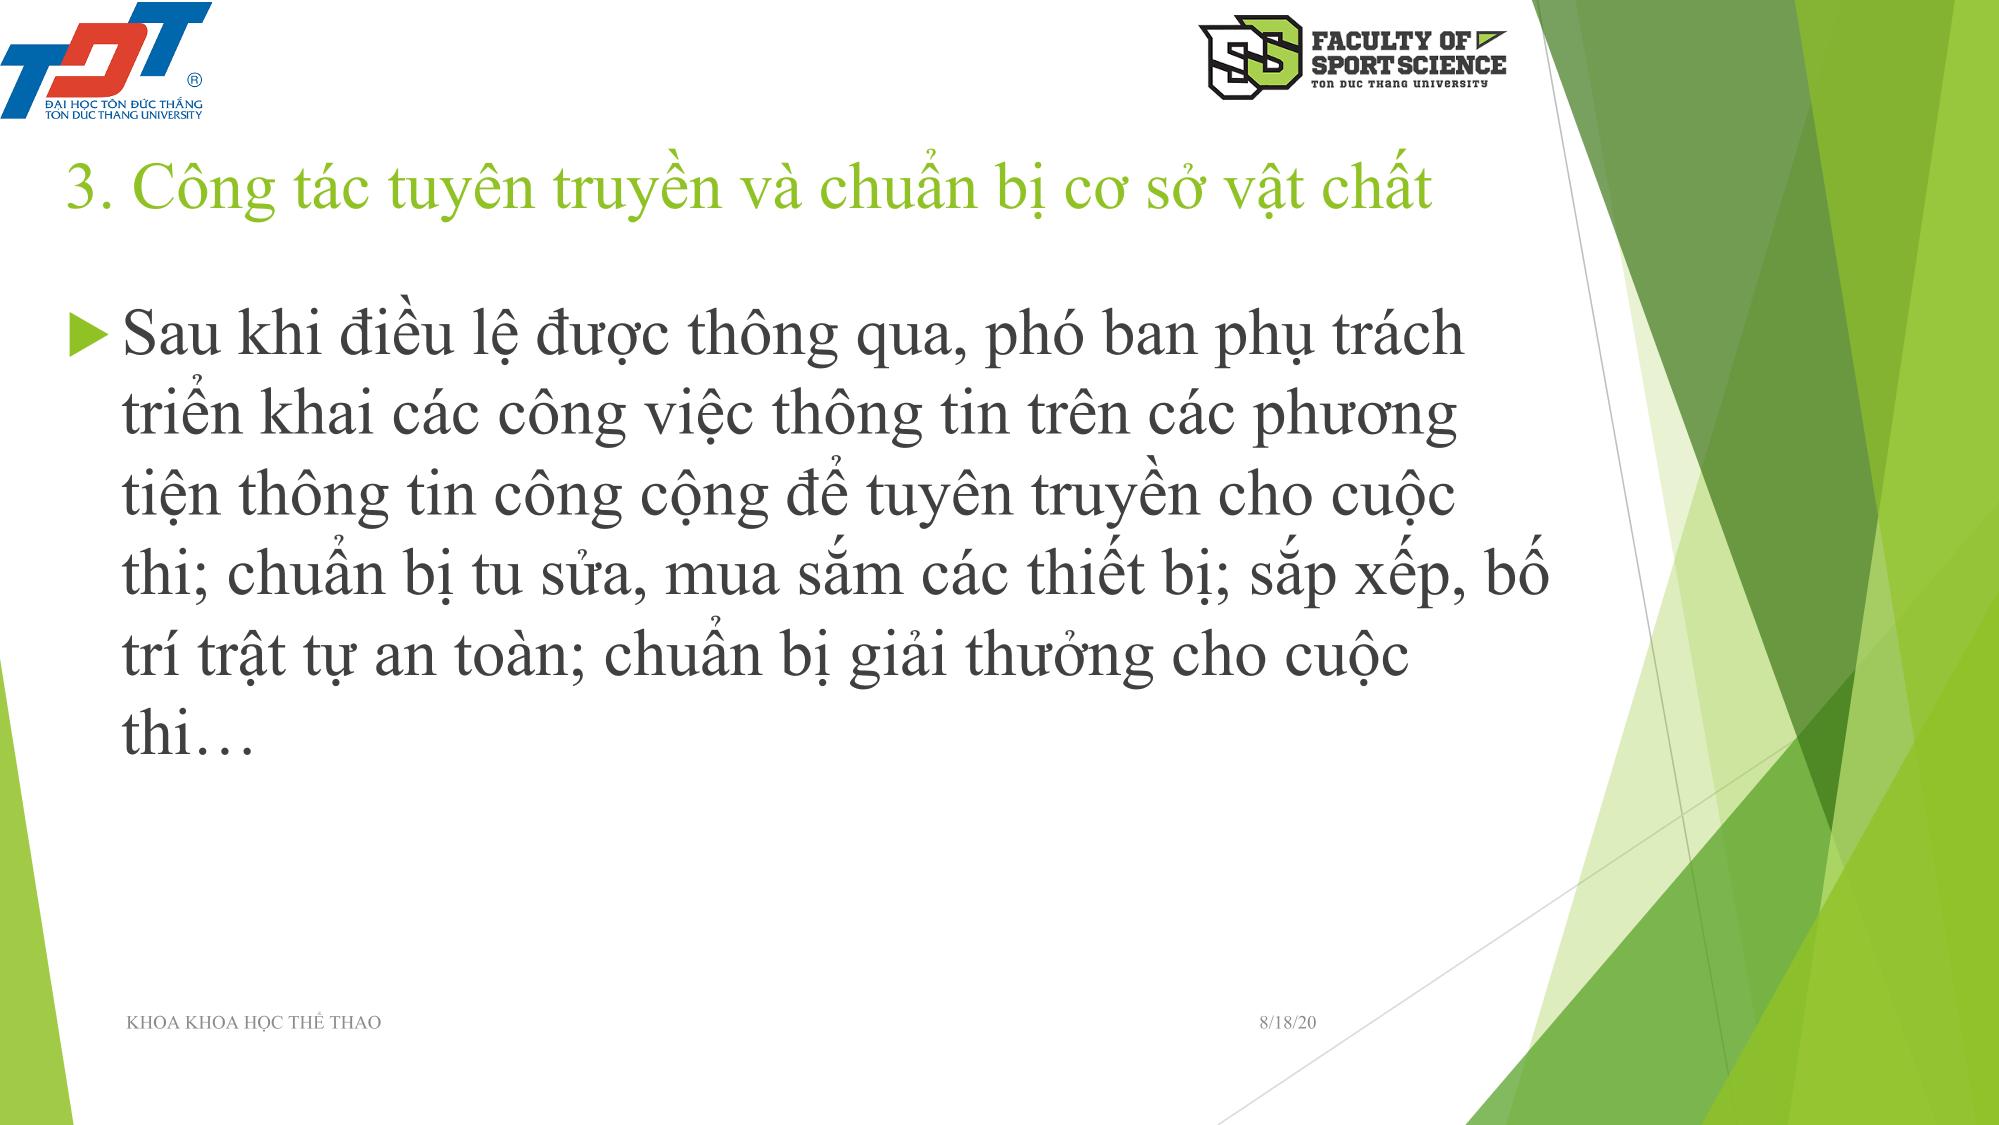 TDT
®
ĐẠI HỌC TÔN ĐỨC THẮNG
TON DUC THANG UNIVERSITY
SS
FACULTY OF
SPORT SCIENCE
TON DUC THANG UNIVERSITY
3. Công tác tuyên truyền và chuẩn bị cơ sở vật chất
Sau khi điều lệ được thông qua, phó ban phụ trách
triển khai các công việc thông tin trên các phương
tiện thông tin công cộng để tuyên truyền cho cuộc
thi; chuẩn bị tu sửa, mua sắm các thiết bị; sắp xếp, bố
trí trật tự an toàn; chuẩn bị giải thưởng cho cuộc
thi…
KHOA KHOA HỌC THỂ THAO
8/18/20